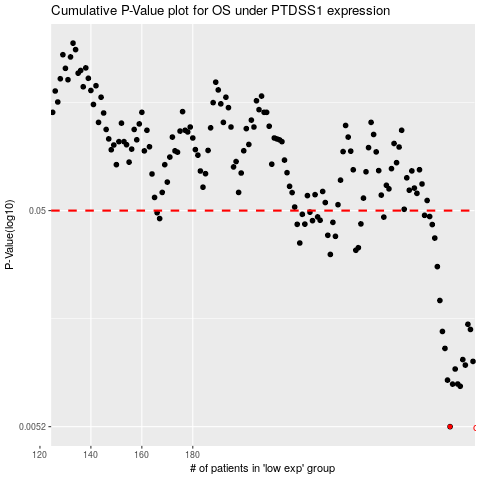 Cumulative P-Value plot for OS under PTDSS1 expression
P-Value(log10)
0.05
0.0052
120 140 160 180
# of patients in 'low exp' group